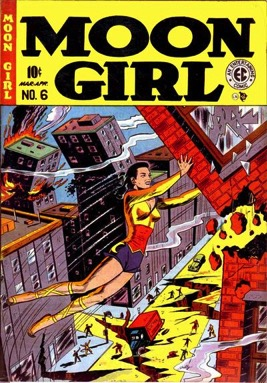 MOON GIRL
MOON
GIRL
10¢
MAR-APR.
NO. 6
AN ENTERTAINING
EC
COMIC